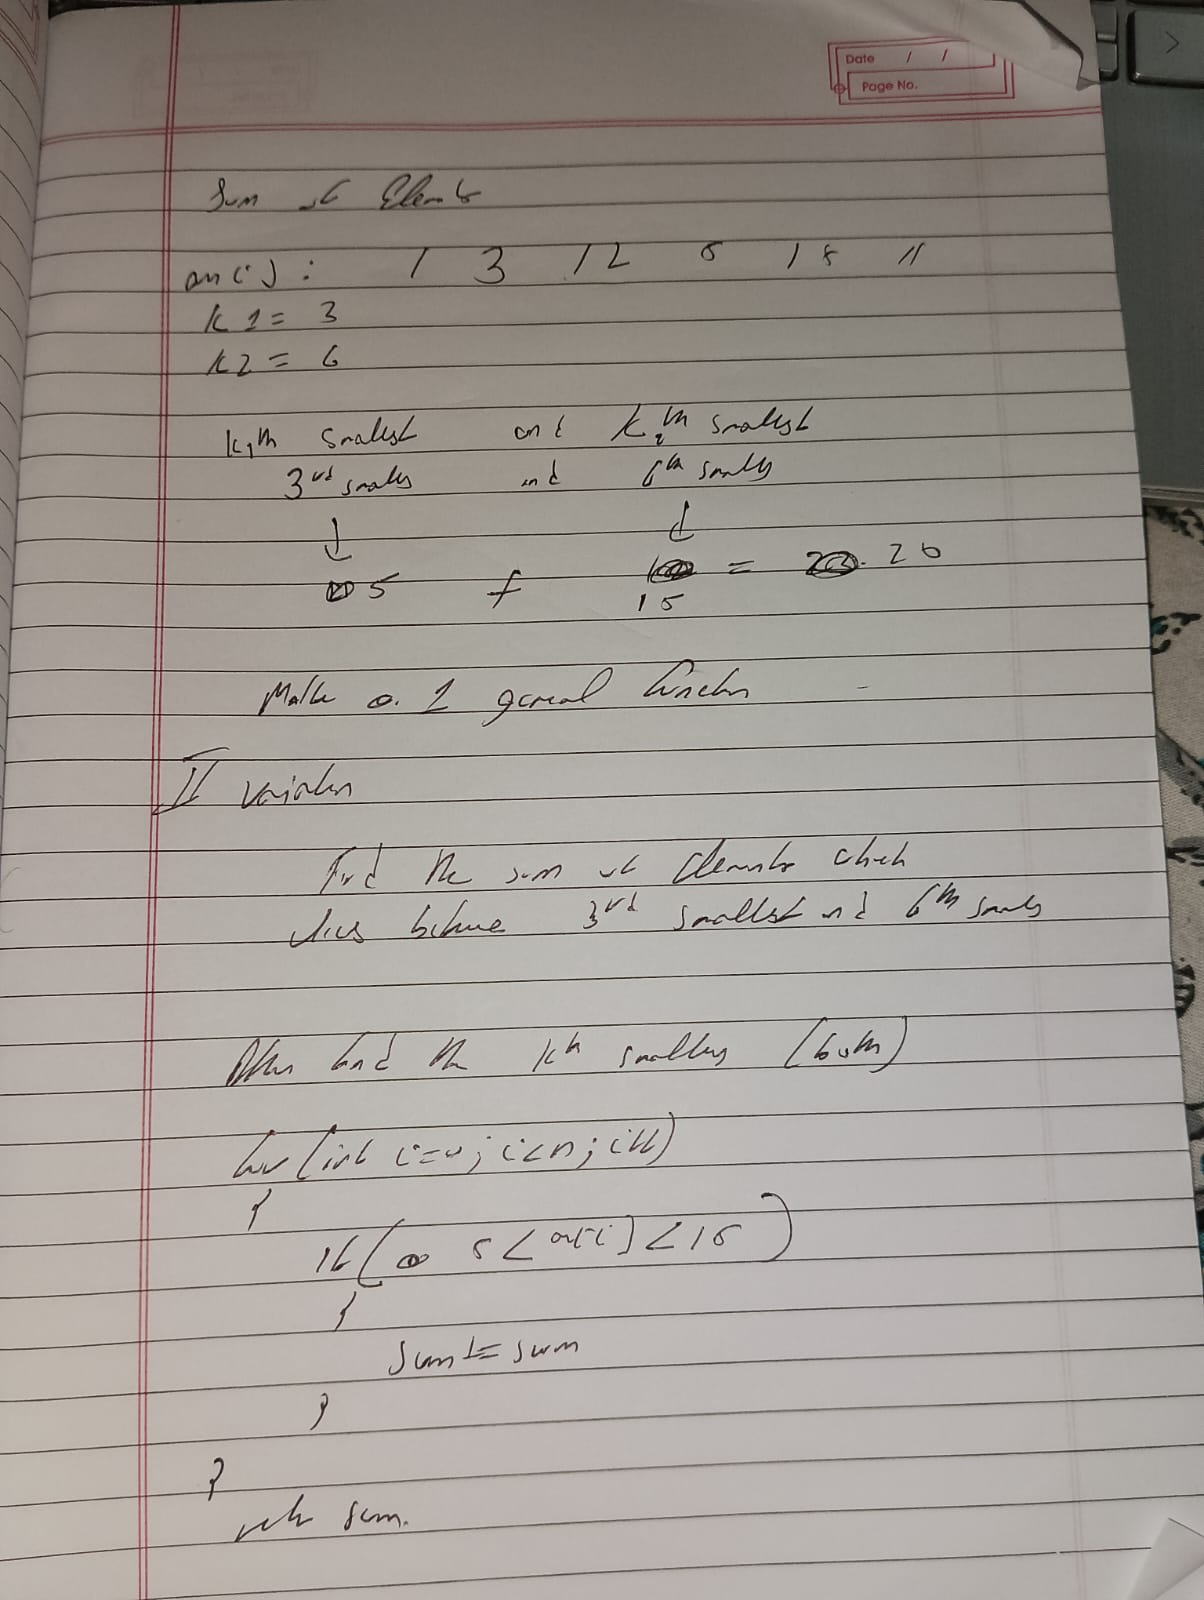 Date / /
Page No.
Sum of Elements
arr[] : 1 3 12 5 15 11
K1 = 3
K2 = 6
K1th smallest and K2th smallest
3rd smallest and 6th smallest
↓ ↓
5 + = 20
15
Make a 1 general function
II variation
Find the sum of elements which
lies between 3rd smallest and 6th smallest
After find the kth smallest (both)
for (int i=0; i<n; i++)
{
if ( 5 < arr[i] < 15 )
{
sum += sum
}
}
return sum.